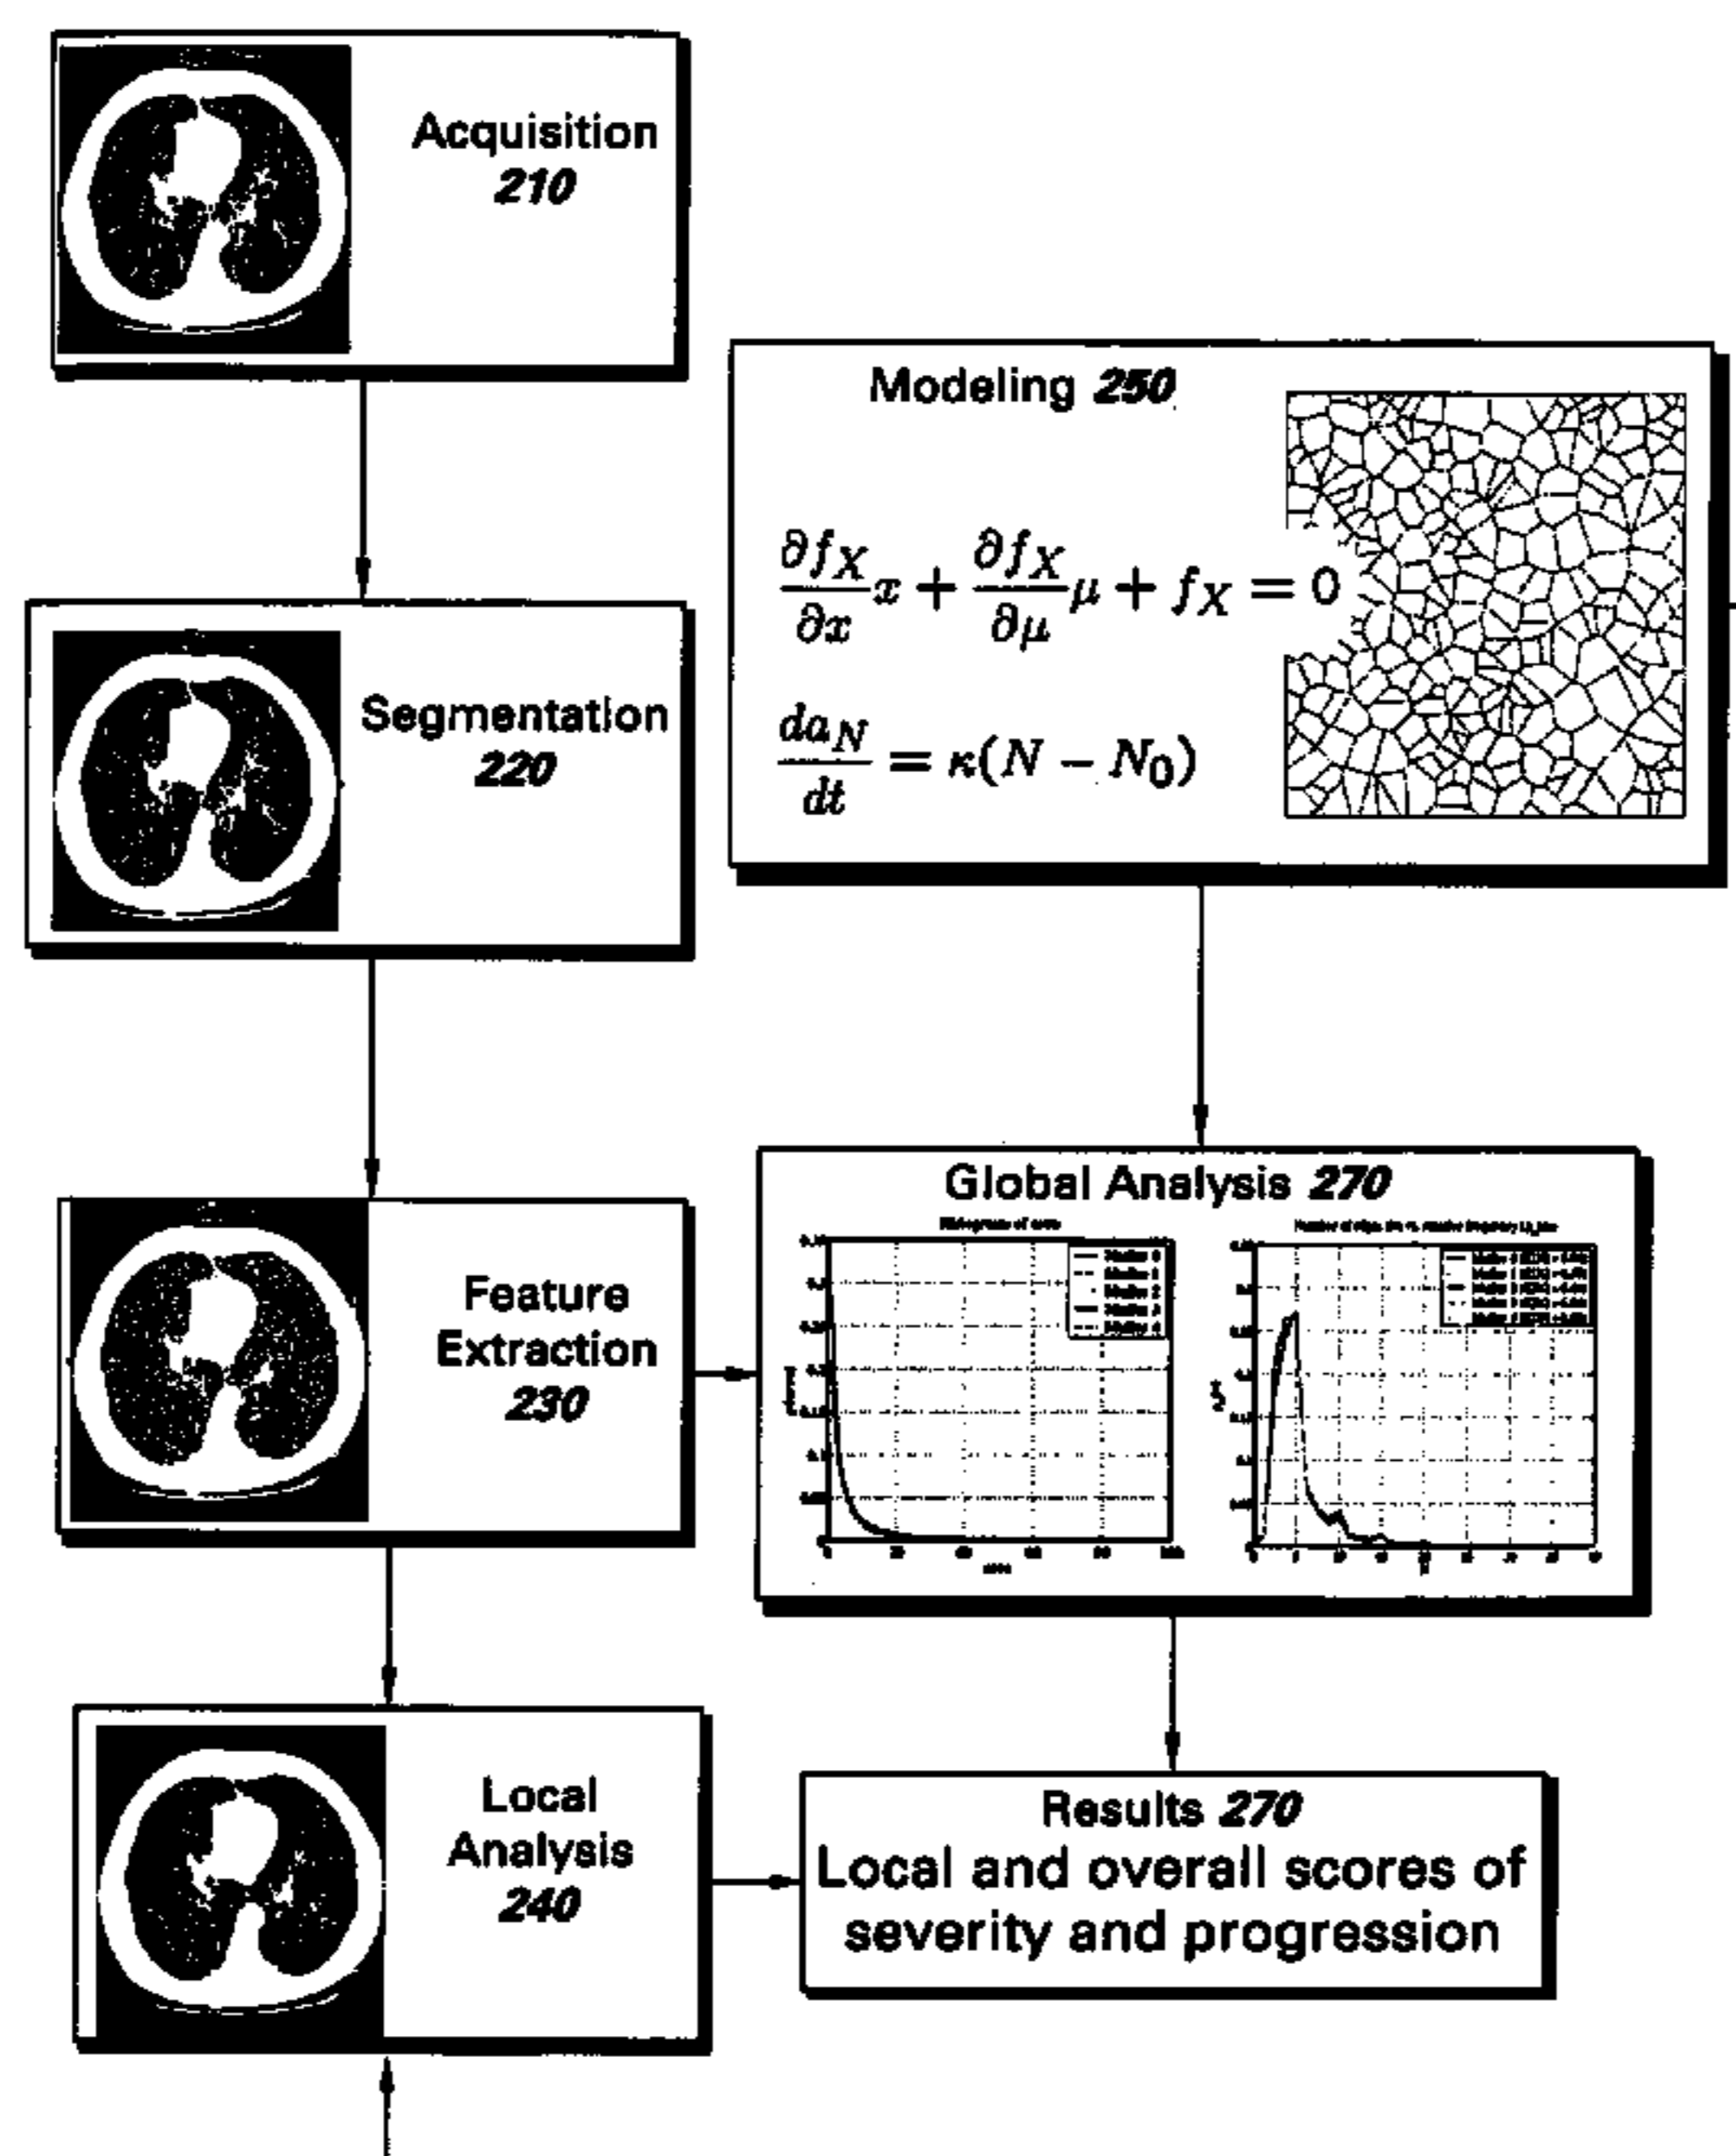 Acquisition
210
Segmentation
220
Feature
Extraction
230
Local
Analysis
240
Modeling 250
∂f_X/∂x x + ∂f_X/∂μ μ + f_X = 0
da_N/dt = κ(N − N_0)
Global Analysis 270
Results 270
Local and overall scores of
severity and progression